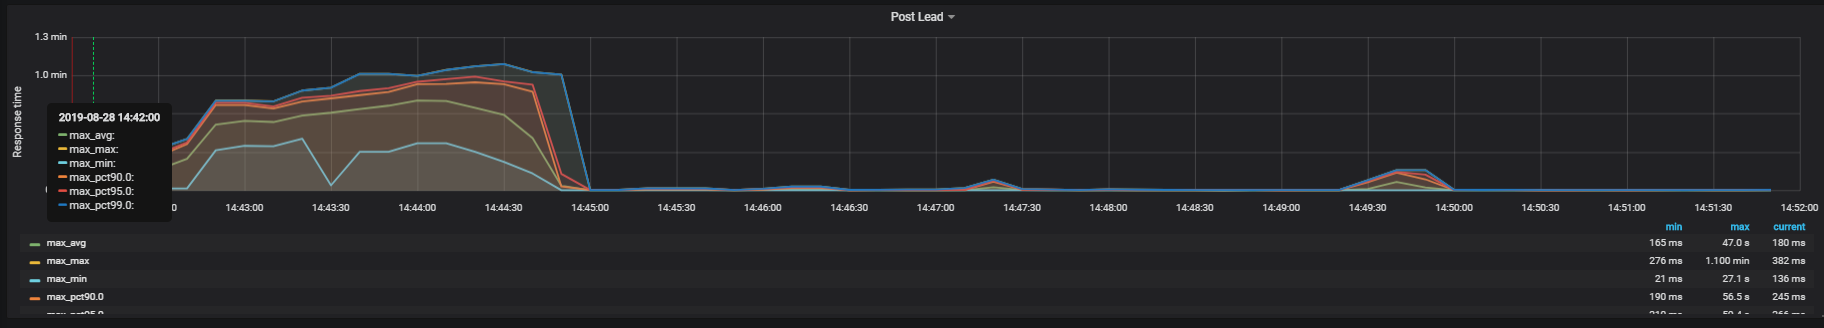 Post Lead
1.3 min
1.0 min
Response time
2019-08-28 14:42:00
max_avg:
max_max:
max_min:
max_pct90.0:
max_pct95.0:
max_pct99.0:
14:43:00 14:43:30 14:44:00 14:44:30 14:45:00 14:45:30 14:46:00 14:46:30 14:47:00 14:47:30 14:48:00 14:48:30 14:49:00 14:49:30 14:50:00 14:50:30 14:51:00 14:51:30 14:52:00
min max current
max_avg 165 ms 47.0 s 180 ms
max_max 276 ms 1.100 min 382 ms
max_min 21 ms 27.1 s 136 ms
max_pct90.0 190 ms 56.5 s 245 ms